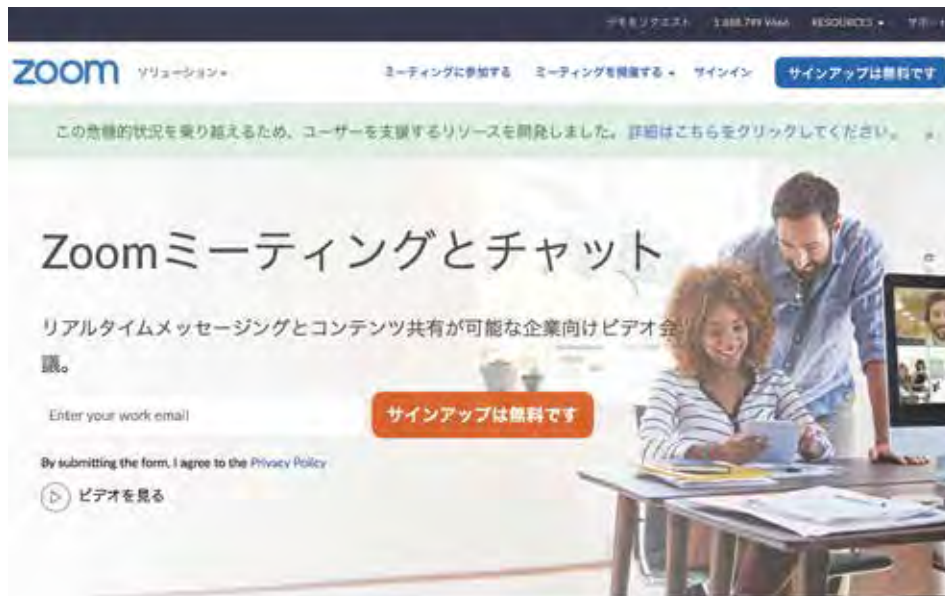 デモをリクエスト 1.888.799.9666 RESOURCES サポート
zoom ソリューション ミーティングに参加する ミーティングを開催する サインイン サインアップは無料です
この危機的状況を乗り越えるため、ユーザーを支援するリソースを開発しました。詳細はこちらをクリックしてください。 ×
Zoomミーティングとチャット
リアルタイムメッセージングとコンテンツ共有が可能な企業向けビデオ会
議。
Enter your work email サインアップは無料です
By submitting the form, I agree to the Privacy Policy
ビデオを見る